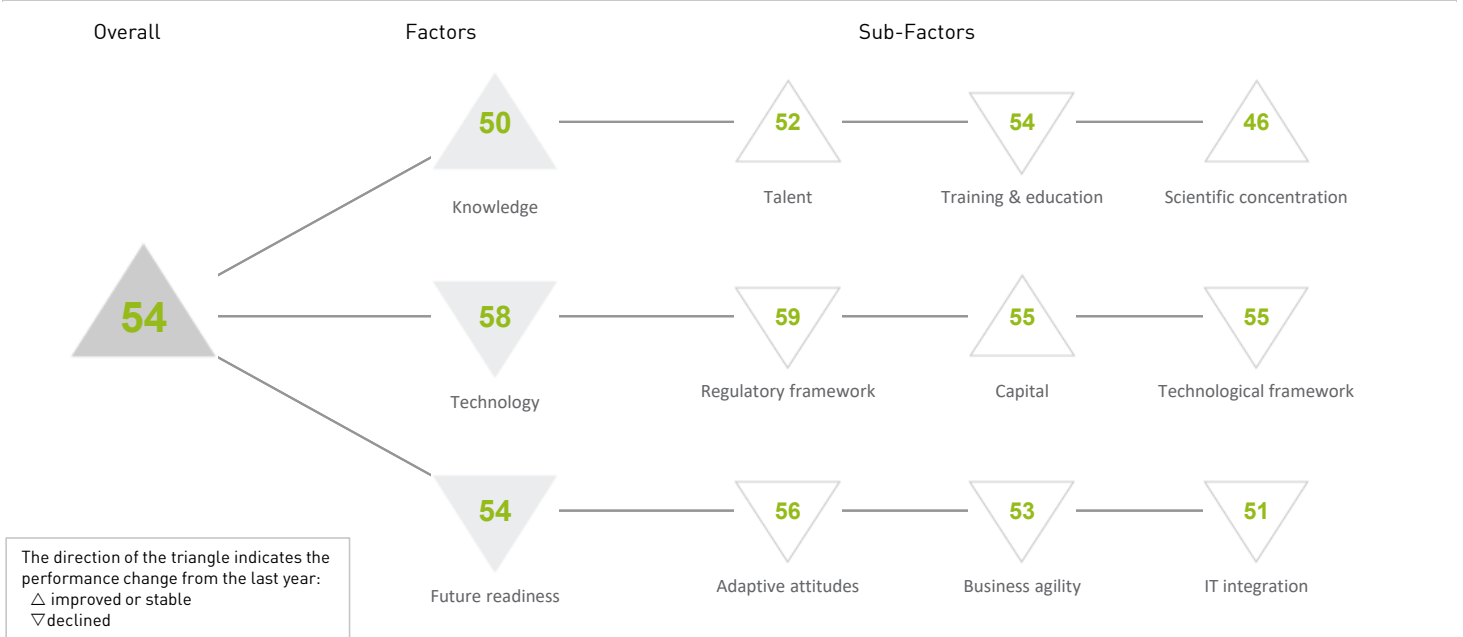 Overall
Factors
Sub-Factors
50
52
54
46
Knowledge
Talent
Training & education
Scientific concentration
54
58
59
55
55
Technology
Regulatory framework
Capital
Technological framework
54
56
53
51
Future readiness
Adaptive attitudes
Business agility
IT integration
The direction of the triangle indicates the
performance change from the last year:
△ improved or stable
▽declined